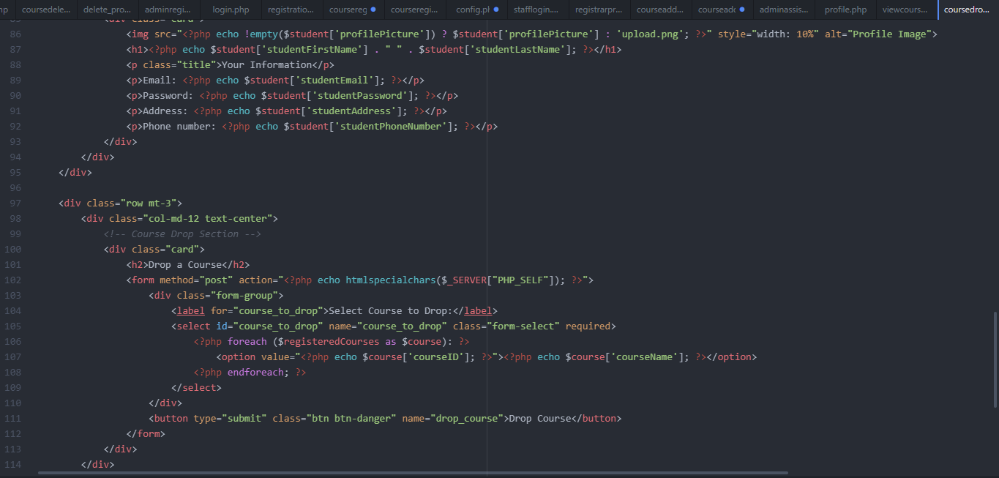 hp coursedele... delete_pro... adminregi... login.php registratio... coursereg courseregi... config.pl stafflogin.... registrarpr... courseadd... courseadc adminassis... profile.php viewcours... coursedro...
86 <img src="<?php echo !empty($student['profilePicture']) ? $student['profilePicture'] : 'upload.png'; ?>" style="width: 10%" alt="Profile Image">
87 <h1><?php echo $student['studentFirstName'] . " " . $student['studentLastName']; ?></h1>
88 <p class="title">Your Information</p>
89 <p>Email: <?php echo $student['studentEmail']; ?></p>
90 <p>Password: <?php echo $student['studentPassword']; ?></p>
91 <p>Address: <?php echo $student['studentAddress']; ?></p>
92 <p>Phone number: <?php echo $student['studentPhoneNumber']; ?></p>
93 </div>
94 </div>
95 </div>
96
97 <div class="row mt-3">
98 <div class="col-md-12 text-center">
99 <!-- Course Drop Section -->
100 <div class="card">
101 <h2>Drop a Course</h2>
102 <form method="post" action="<?php echo htmlspecialchars($_SERVER["PHP_SELF"]); ?>">
103 <div class="form-group">
104 <label for="course_to_drop">Select Course to Drop:</label>
105 <select id="course_to_drop" name="course_to_drop" class="form-select" required>
106 <?php foreach ($registeredCourses as $course): ?>
107 <option value="<?php echo $course['courseID']; ?>"><?php echo $course['courseName']; ?></option>
108 <?php endforeach; ?>
109 </select>
110 </div>
111 <button type="submit" class="btn btn-danger" name="drop_course">Drop Course</button>
112 </form>
113 </div>
114 </div>